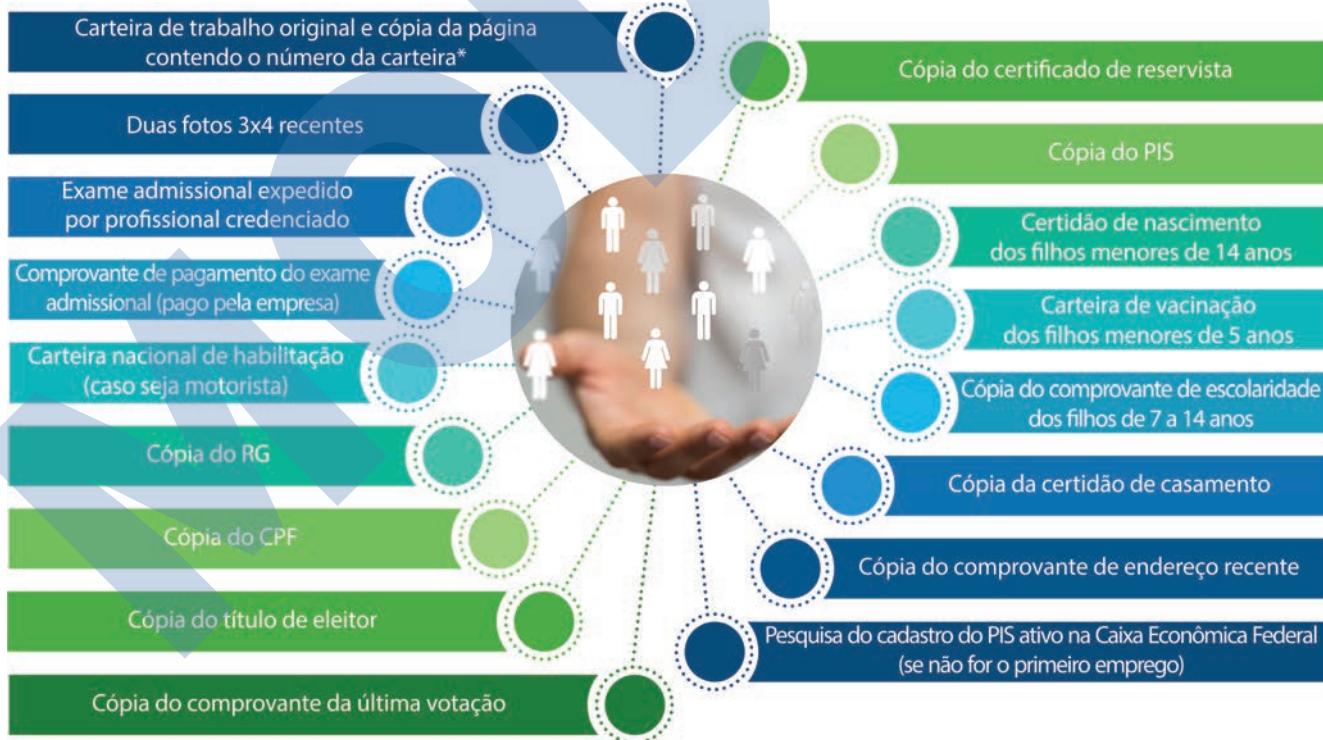 Carteira de trabalho original e cópia da página
contendo o número da carteira*
Duas fotos 3x4 recentes
Exame admissional expedido
por profissional credenciado
Comprovante de pagamento do exame
admissional (pago pela empresa)
Carteira nacional de habilitação
(caso seja motorista)
Cópia do RG
Cópia do CPF
Cópia do título de eleitor
Cópia do comprovante da última votação
Cópia do certificado de reservista
Cópia do PIS
Certidão de nascimento
dos filhos menores de 14 anos
Carteira de vacinação
dos filhos menores de 5 anos
Cópia do comprovante de escolaridade
dos filhos de 7 a 14 anos
Cópia da certidão de casamento
Cópia do comprovante de endereço recente
Pesquisa do cadastro do PIS ativo na Caixa Econômica Federal
(se não for o primeiro emprego)